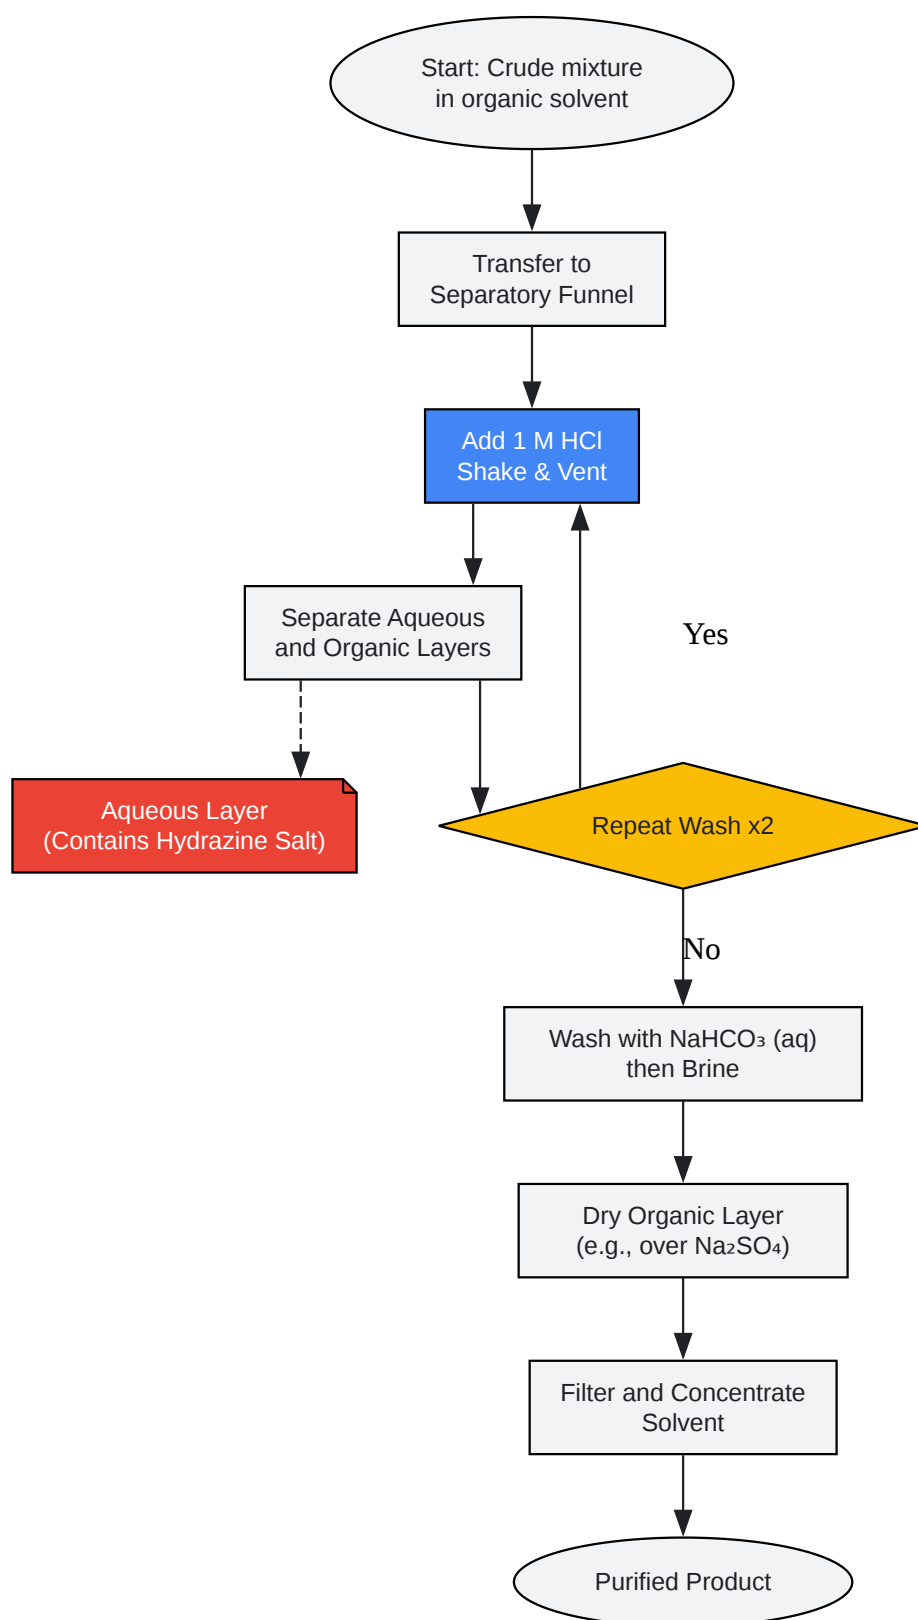 Start: Crude mixture
in organic solvent
Transfer to
Separatory Funnel
Add 1 M HCl
Shake & Vent
Separate Aqueous
and Organic Layers
Yes
Aqueous Layer
(Contains Hydrazine Salt)
Repeat Wash x2
No
Wash with NaHCO₃ (aq)
then Brine
Dry Organic Layer
(e.g., over Na₂SO₄)
Filter and Concentrate
Solvent
Purified Product